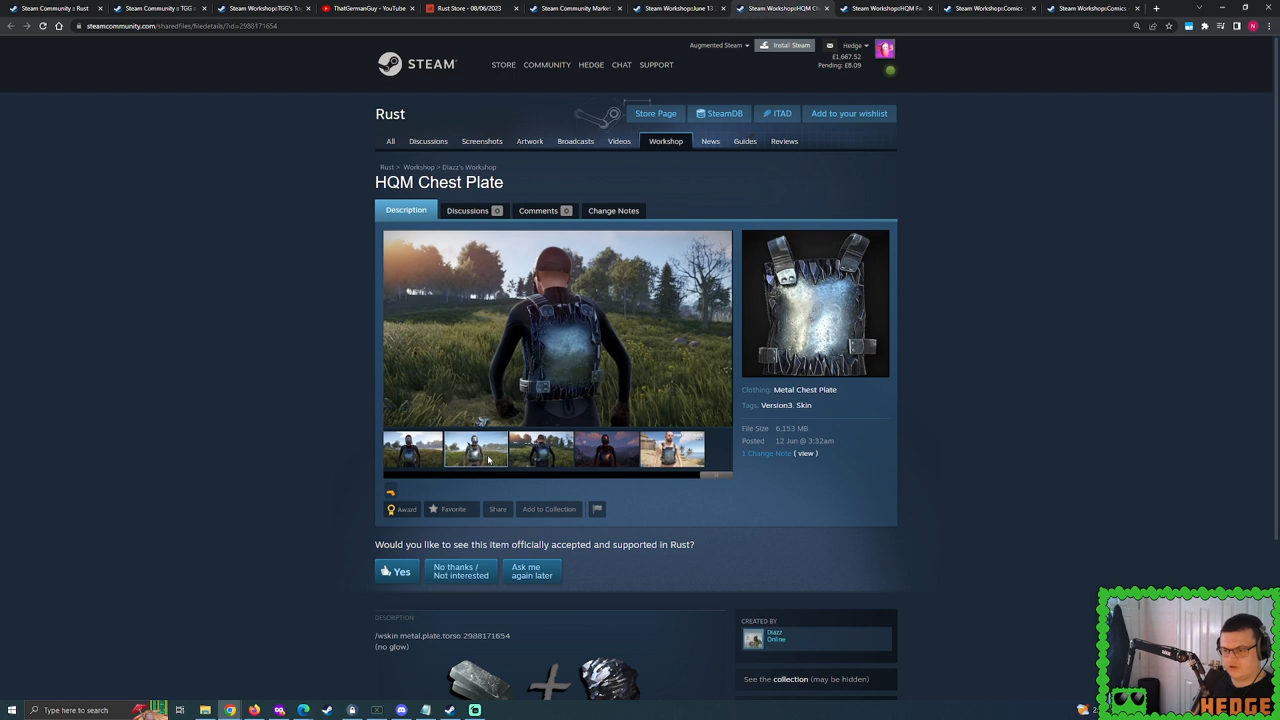 Steam Community :: Rust
Steam Community :: TGG
Steam Workshop::TGG's T
ThatGermanGuy - YouTube
Rust Store - 08/06/2023
Steam Community Market
Steam Workshop::June 13
Steam Workshop::HQM Ch
Steam Workshop::HQM Fa
Steam Workshop::Comics
Steam Workshop::Comics
steamcommunity.com/sharedfiles/filedetails/?id=2988171654
N
Augmented Steam
Install Steam
Hedge
£1,667.52
Pending: £8.09
STEAM
STORE COMMUNITY HEDGE CHAT SUPPORT
Rust
Store Page
SteamDB
ITAD
Add to your wishlist
All Discussions Screenshots Artwork Broadcasts Videos Workshop News Guides Reviews
Rust > Workshop > Diazz's Workshop
HQM Chest Plate
Description
Discussions 0
Comments 0
Change Notes
Clothing: Metal Chest Plate
Tags: Version3, Skin
File Size 6.153 MB
Posted 12 Jun @ 3:32am
1 Change Note ( view )
Award
Favorite
Share
Add to Collection
Would you like to see this item officially accepted and supported in Rust?
Yes
No thanks /
Not interested
Ask me
again later
DESCRIPTION
/wskin metal.plate.torso 2988171654
(no glow)
CREATED BY
Diazz
Online
See the collection (may be hidden)
Type here to search
HEDGE